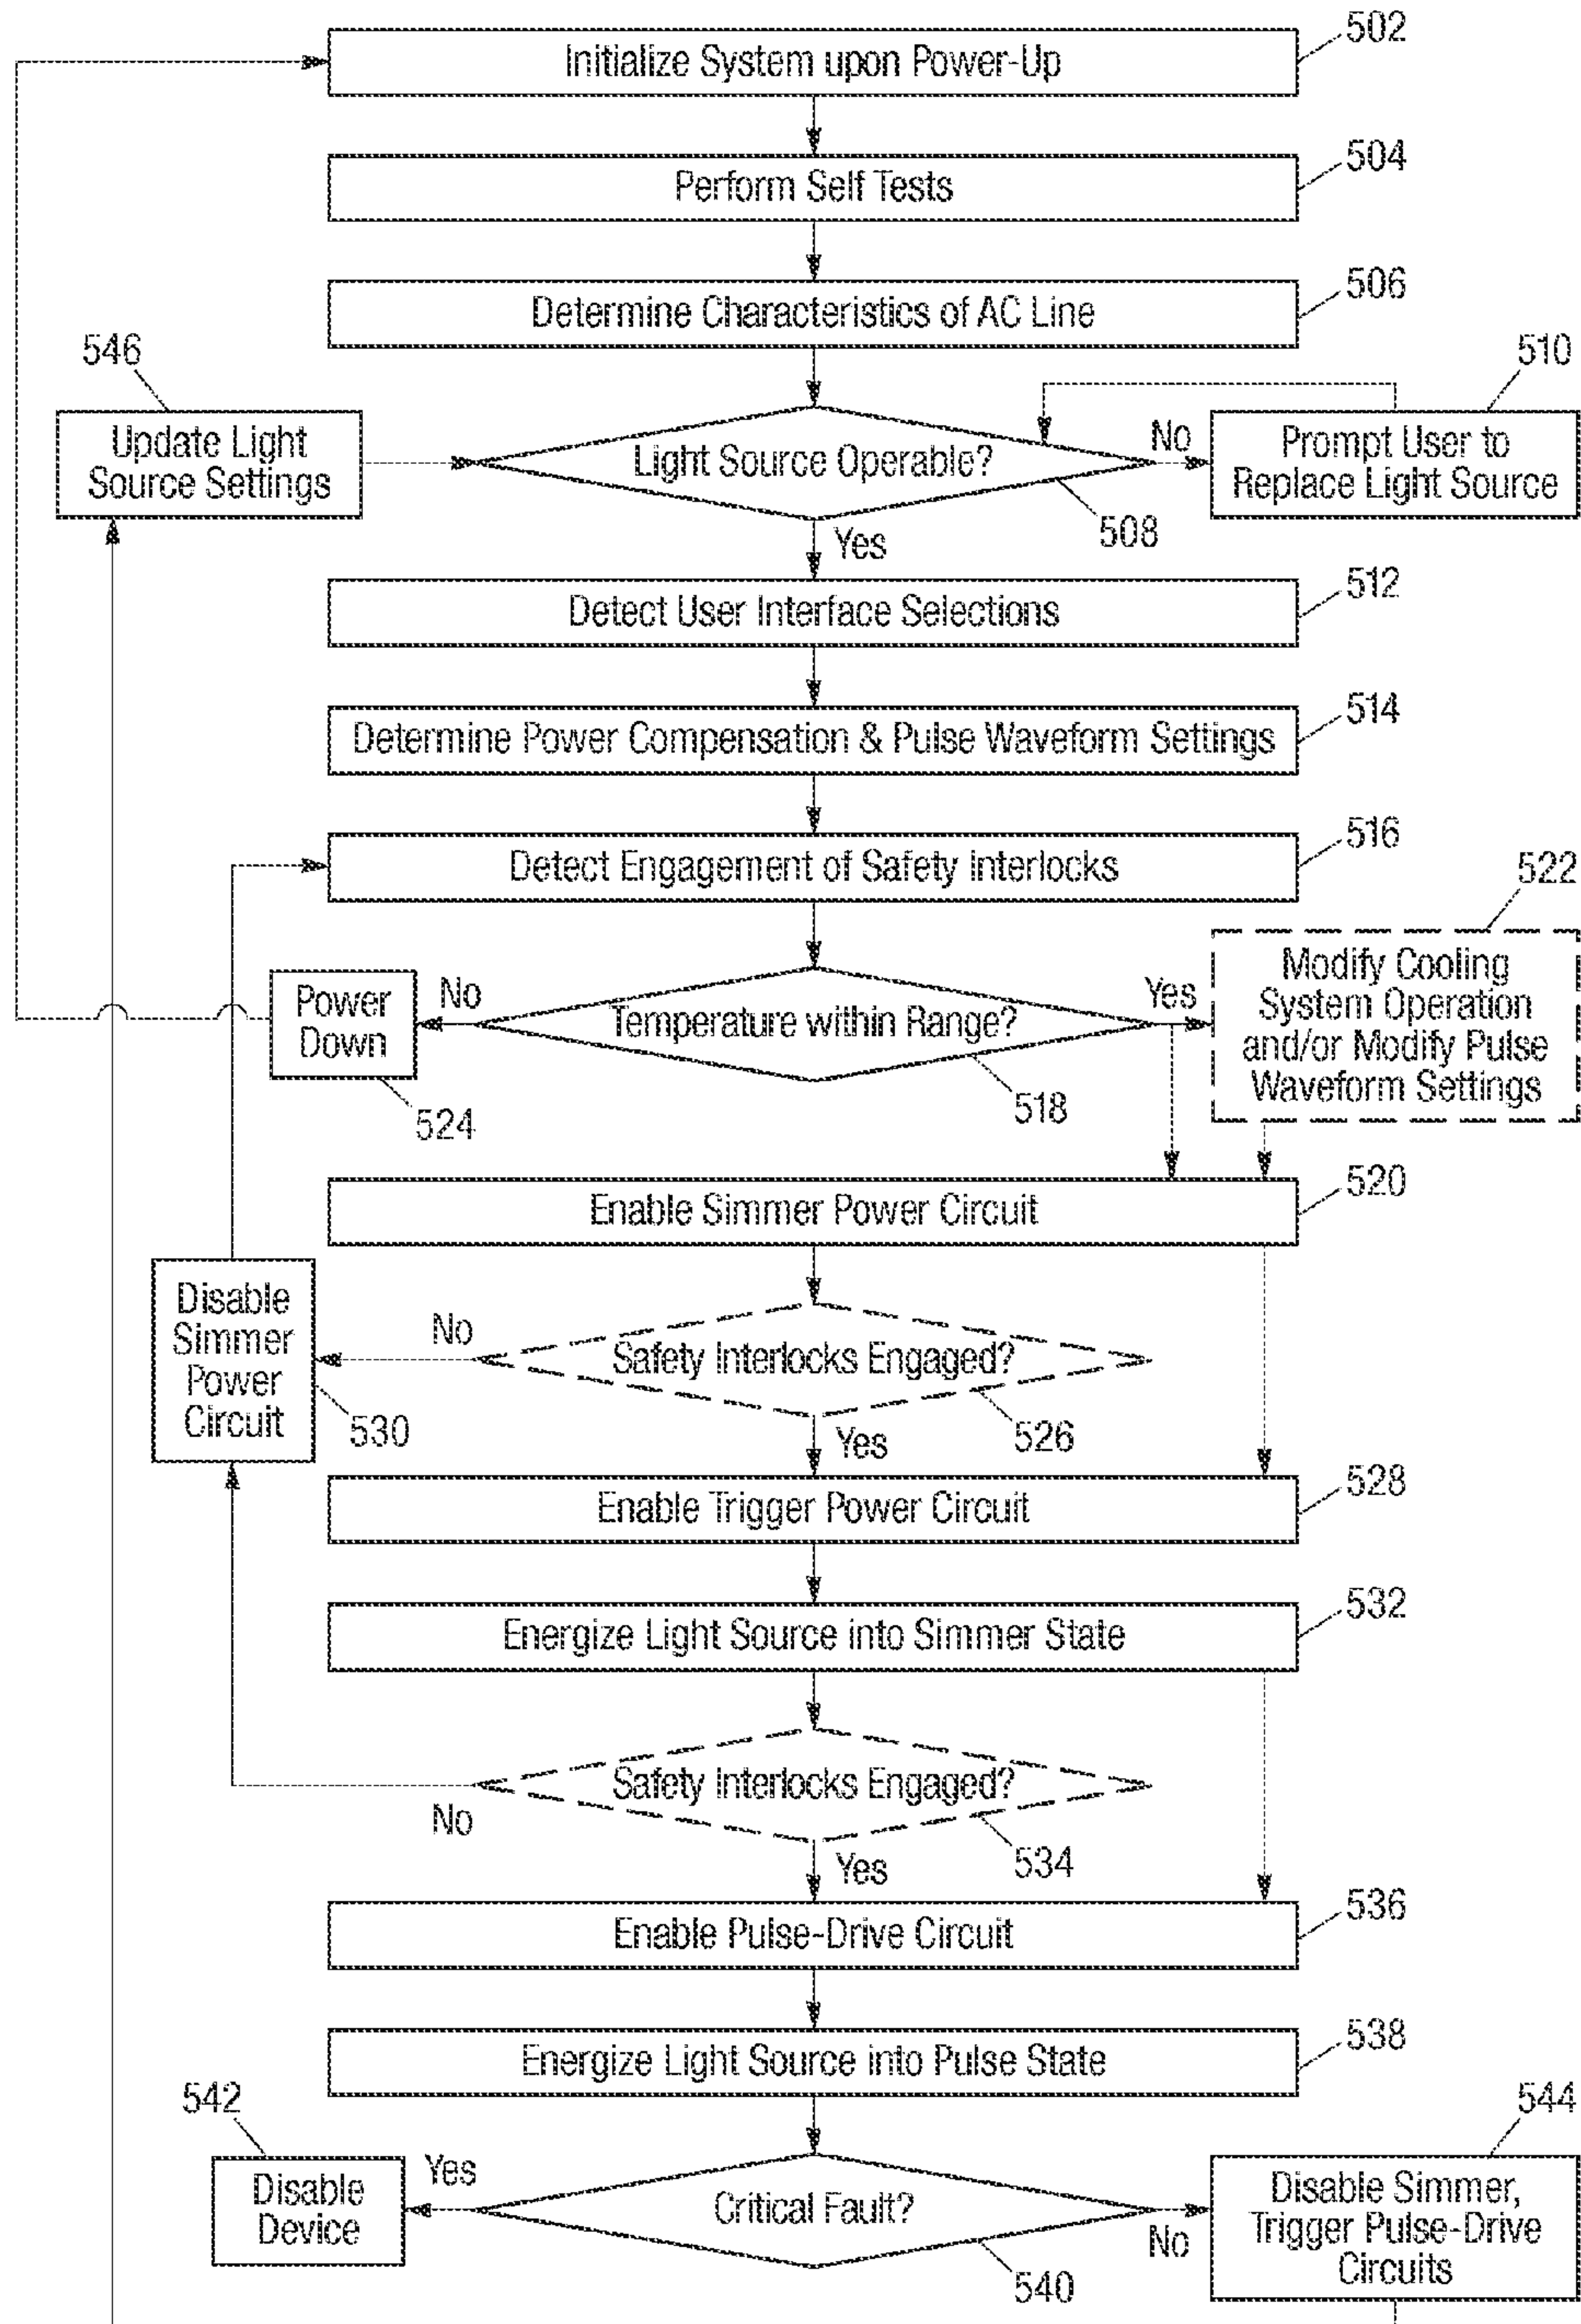 502
Initialize System upon Power-Up
504
Perform Self Tests
506
Determine Characteristics of AC Line
546
510
Update Light
Source Settings
Light Source Operable?
No
Prompt User to
Replace Light Source
508
Yes
512
Detect User Interface Selections
514
Determine Power Compensation & Pulse Waveform Settings
516
Detect Engagement of Safety Interlocks
522
Power
Down
No
Temperature within Range?
Yes
Modify Cooling
System Operation
and/or Modify Pulse
Waveform Settings
518
524
520
Enable Simmer Power Circuit
Disable
Simmer
Power
Circuit
No
Safety Interlocks Engaged?
530
526
Yes
528
Enable Trigger Power Circuit
532
Energize Light Source into Simmer State
Safety Interlocks Engaged?
No
534
Yes
536
Enable Pulse-Drive Circuit
538
Energize Light Source into Pulse State
542
544
Disable
Device
Yes
Critical Fault?
No
Disable Simmer,
Trigger Pulse-Drive
Circuits
540